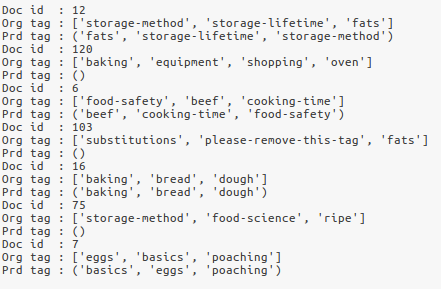 Doc id  : 12
Org tag : ['storage-method', 'storage-lifetime', 'fats']
Prd tag : ('fats', 'storage-lifetime', 'storage-method')
Doc id  : 120
Org tag : ['baking', 'equipment', 'shopping', 'oven']
Prd tag : ()
Doc id  : 6
Org tag : ['food-safety', 'beef', 'cooking-time']
Prd tag : ('beef', 'cooking-time', 'food-safety')
Doc id  : 103
Org tag : ['substitutions', 'please-remove-this-tag', 'fats']
Prd tag : ()
Doc id  : 16
Org tag : ['baking', 'bread', 'dough']
Prd tag : ('baking', 'bread', 'dough')
Doc id  : 75
Org tag : ['storage-method', 'food-science', 'ripe']
Prd tag : ()
Doc id  : 7
Org tag : ['eggs', 'basics', 'poaching']
Prd tag : ('basics', 'eggs', 'poaching')